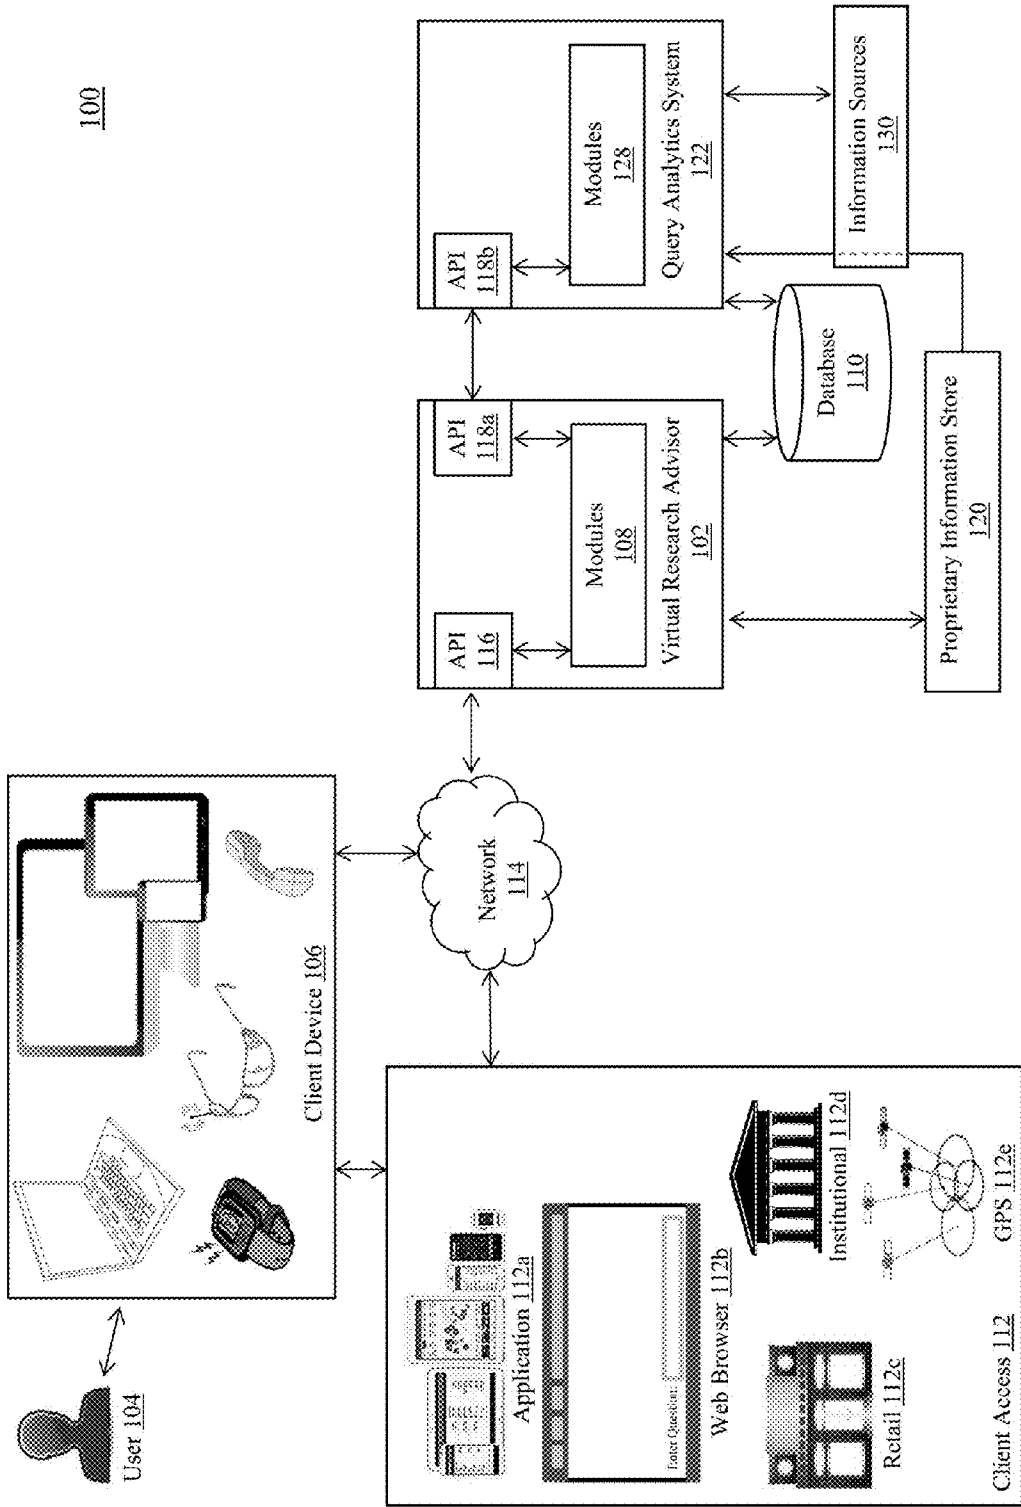 100
User 104
Client Device 106
Application 112a
Enter Question:
Web Browser 112b
Retail 112c
Institutional 112d
GPS 112e
Client Access 112
Network
114
API
116
API
118a
Modules
108
Virtual Research Advisor
102
API
118b
Modules
128
Query Analytics System
122
Database
110
Proprietary Information Store
120
Information Sources
130